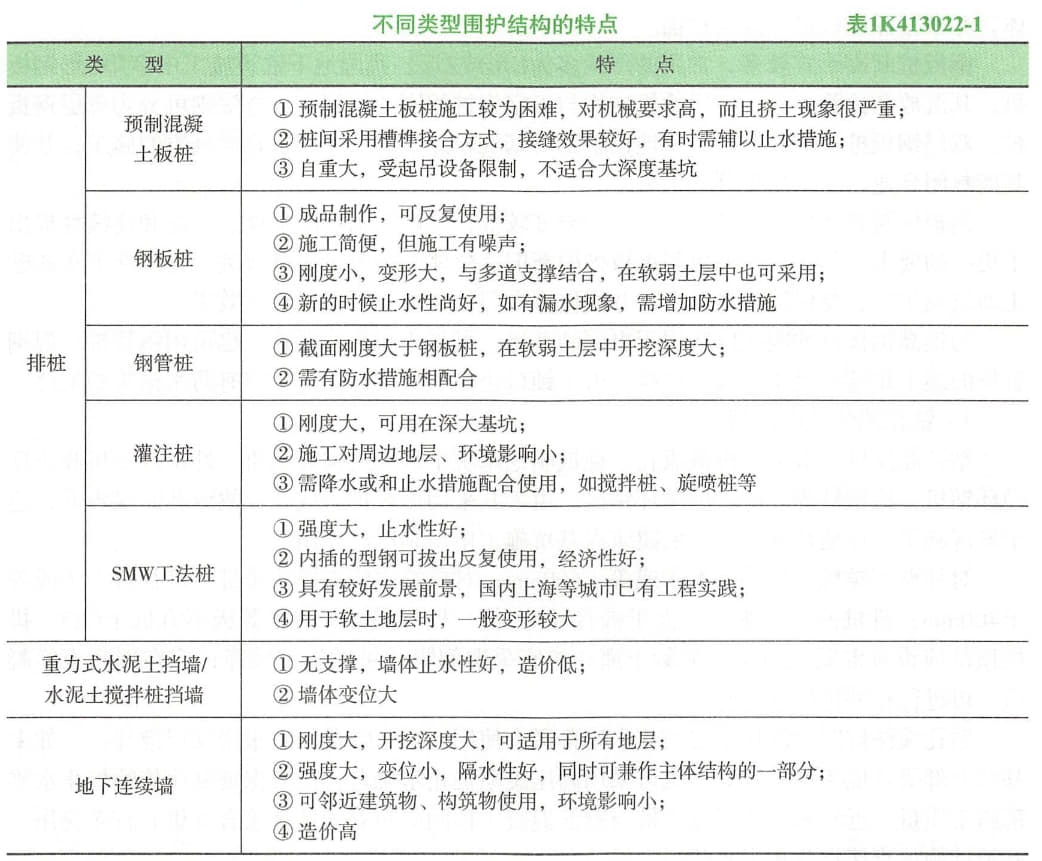 不同类型围护结构的特点 表1K413022-1
类 型 特 点
排桩
预制混凝
土板桩
① 预制混凝土板桩施工较为困难，对机械要求高，而且挤土现象很严重；
② 桩间采用槽榫接合方式，接缝效果较好，有时需辅以止水措施；
③ 自重大，受起吊设备限制，不适合大深度基坑
钢板桩
① 成品制作，可反复使用；
② 施工简便，但施工有噪声；
③ 刚度小，变形大，与多道支撑结合，在软弱土层中也可采用；
④ 新的时候止水性尚好，如有漏水现象，需增加防水措施
钢管桩
① 截面刚度大于钢板桩，在软弱土层中开挖深度大；
② 需有防水措施相配合
灌注桩
① 刚度大，可用在深大基坑；
② 施工对周边地层、环境影响小；
③ 需降水或和止水措施配合使用，如搅拌桩、旋喷桩等
SMW工法桩
① 强度大，止水性好；
② 内插的型钢可拔出反复使用，经济性好；
③ 具有较好发展前景，国内上海等城市已有工程实践；
④ 用于软土地层时，一般变形较大
重力式水泥土挡墙/
水泥土搅拌桩挡墙
① 无支撑，墙体止水性好，造价低；
② 墙体变位大
地下连续墙
① 刚度大，开挖深度大，可适用于所有地层；
② 强度大，变位小，隔水性好，同时可兼作主体结构的一部分；
③ 可邻近建筑物、构筑物使用，环境影响小；
④ 造价高